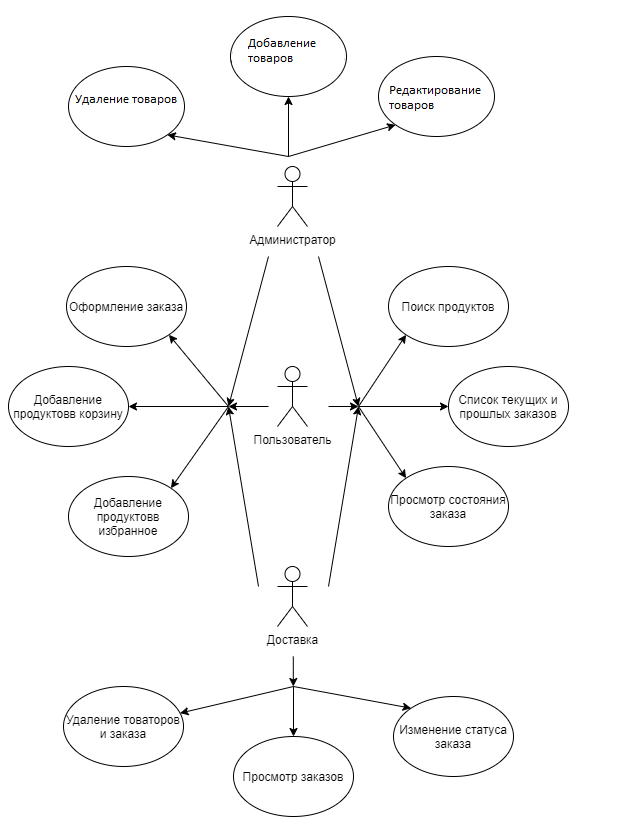 Добавление
товаров
Удаление товаров
Редактирование
товаров
Администратор
Оформление заказа
Поиск продуктов
Добавление
продуктовв корзину
Пользователь
Список текущих и
прошлых заказов
Добавление
продуктовв
избранное
Просмотр состояния
заказа
Доставка
Удаление товаторов
и заказа
Просмотр заказов
Изменение статуса
заказа